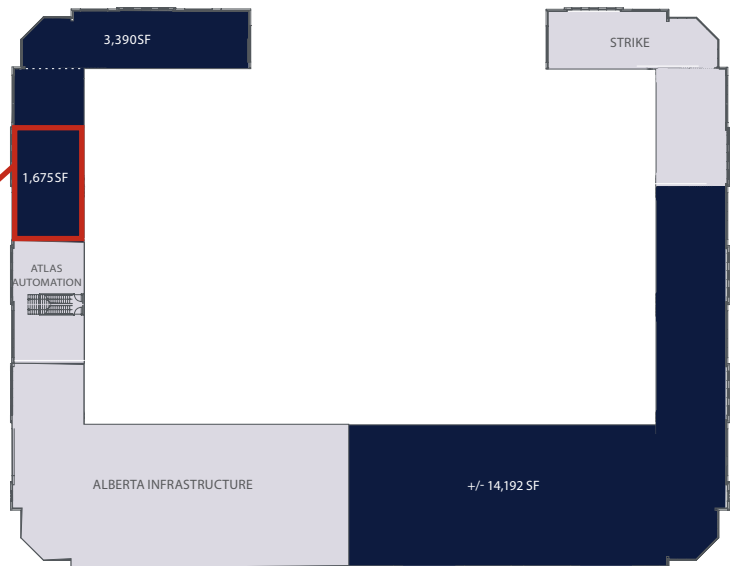 3,390SF
STRIKE
1,675SF
ATLAS
AUTOMATION
ALBERTA INFRASTRUCTURE
+/- 14,192 SF